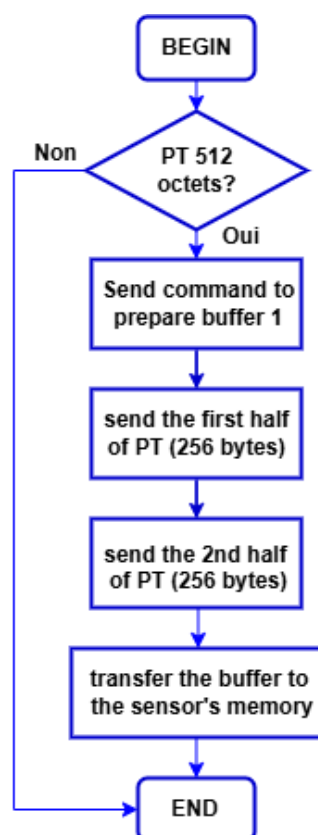 BEGIN
Non
PT 512
octets?
Oui
Send command to
prepare buffer 1
send the first half
of PT (256 bytes)
send the 2nd half
of PT (256 bytes)
transfer the buffer to
the sensor's memory
END